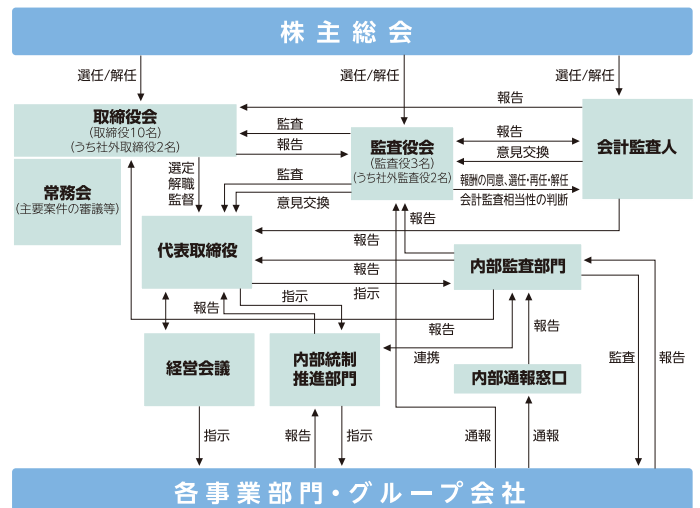 株主総会
選任/解任
選任/解任
選任/解任
取締役会
(取締役10名)
(うち社外取締役2名)
監査
報告
報告
監査役会
(監査役3名)
(うち社外監査役2名)
報告
意見交換
報酬の同意、選任・再任・解任
会計監査相当性の判断
会計監査人
常務会
(主要案件の審議等)
選定
解職
監督
監査
意見交換
報告
代表取締役
報告
報告
指示
内部監査部門
指示
報告
報告
連携
報告
監査
報告
経営会議
内部統制
推進部門
内部通報窓口
指示
報告
指示
通報
通報
各事業部門・グループ会社